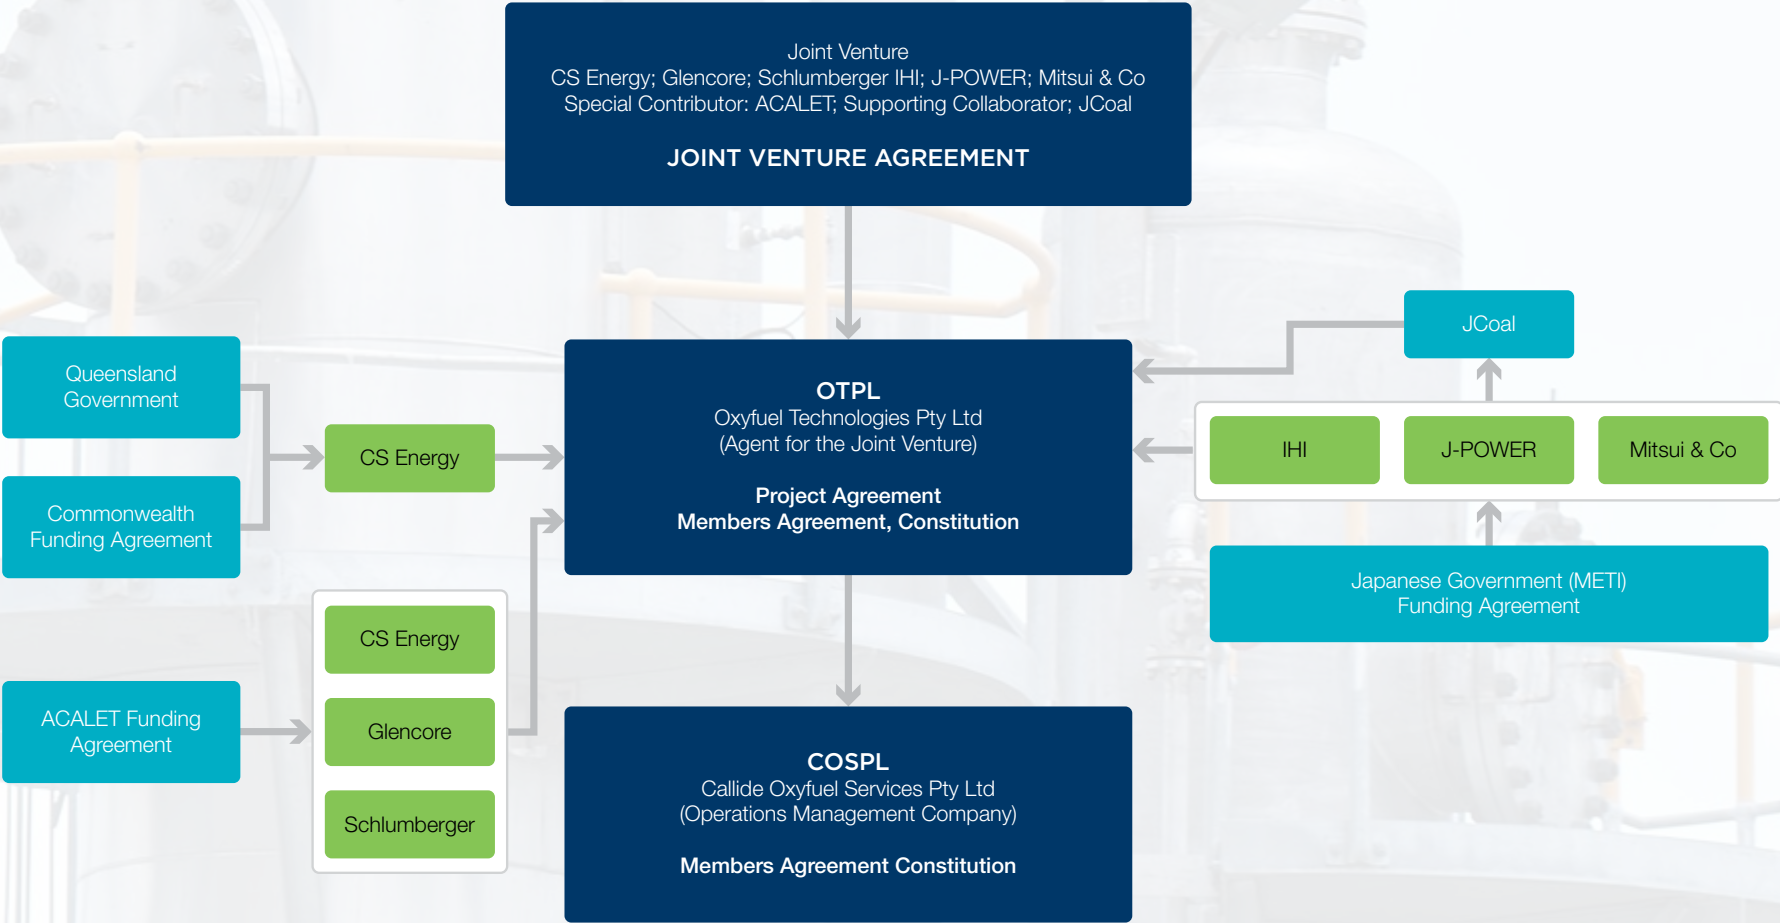 Joint Venture
CS Energy; Glencore; Schlumberger IHI; J-POWER; Mitsui & Co
Special Contributor: ACALET; Supporting Collaborator; JCoal
JOINT VENTURE AGREEMENT
Queensland
Government
Commonwealth
Funding Agreement
CS Energy
ACALET Funding
Agreement
CS Energy
Glencore
Schlumberger
OTPL
Oxyfuel Technologies Pty Ltd
(Agent for the Joint Venture)
Project Agreement
Members Agreement, Constitution
COSPL
Callide Oxyfuel Services Pty Ltd
(Operations Management Company)
Members Agreement Constitution
JCoal
IHI
J-POWER
Mitsui & Co
Japanese Government (METI)
Funding Agreement